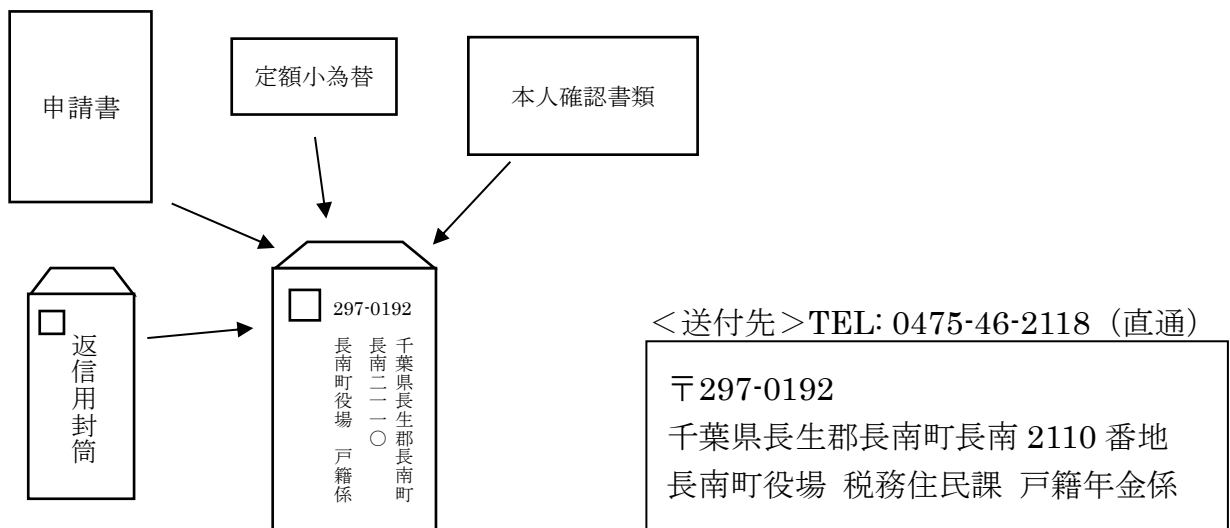 申請書
定額小為替
本人確認書類
返信用封筒
297-0192
千葉県長生郡長南町
長南二一一〇
長南町役場 戸籍係
＜送付先＞TEL: 0475-46-2118（直通）
〒297-0192
千葉県長生郡長南町長南 2110 番地
長南町役場 税務住民課 戸籍年金係